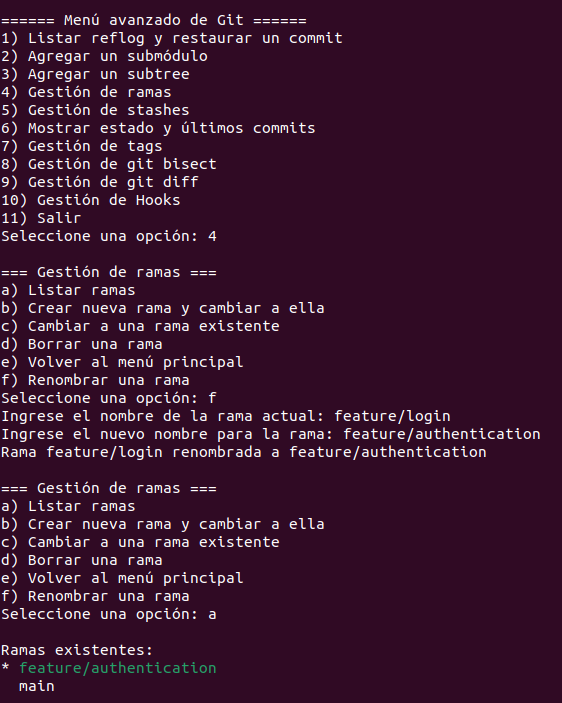 ====== Menú avanzado de Git ======
1) Listar reflog y restaurar un commit
2) Agregar un submódulo
3) Agregar un subtree
4) Gestión de ramas
5) Gestión de stashes
6) Mostrar estado y últimos commits
7) Gestión de tags
8) Gestión de git bisect
9) Gestión de git diff
10) Gestión de Hooks
11) Salir
Seleccione una opción: 4

=== Gestión de ramas ===
a) Listar ramas
b) Crear nueva rama y cambiar a ella
c) Cambiar a una rama existente
d) Borrar una rama
e) Volver al menú principal
f) Renombrar una rama
Seleccione una opción: f
Ingrese el nombre de la rama actual: feature/login
Ingrese el nuevo nombre para la rama: feature/authentication
Rama feature/login renombrada a feature/authentication

=== Gestión de ramas ===
a) Listar ramas
b) Crear nueva rama y cambiar a ella
c) Cambiar a una rama existente
d) Borrar una rama
e) Volver al menú principal
f) Renombrar una rama
Seleccione una opción: a

Ramas existentes:
* feature/authentication
  main